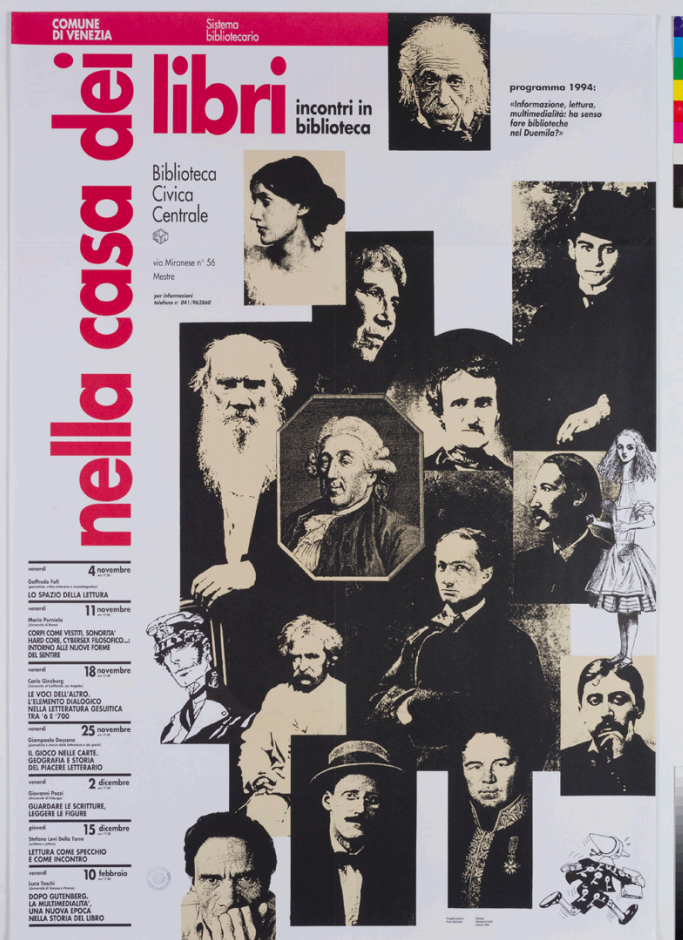 COMUNE
DI VENEZIA
Sistema
bibliotecario
nella casa dei
libri
incontri in
biblioteca
programma 1994:
«Informazione, lettura,
multimedialità: ha senso
fare biblioteche
nel Duemila?»
Biblioteca
Civica
Centrale
via Miranese n° 56
Mestre
per informazioni
telefono n° 041/962860
venerdì 4 novembre
Goffredo Fofi
LO SPAZIO DELLA LETTURA
venerdì 11 novembre
Mario Perniola
CORPI COME VESTITI, SONORITA'
HARD CORE, CYBERSEX FILOSOFICO...:
INTORNO ALLE NUOVE FORME
DEL SENTIRE
venerdì 18 novembre
Carlo Ginzburg
LE VOCI DELL'ALTRO.
L'ELEMENTO DIALOGICO
NELLA LETTERATURA GESUITICA
TRA '6 E '700
venerdì 25 novembre
Giampaolo Dossena
IL GIOCO NELLE CARTE.
GEOGRAFIA E STORIA
DEL PIACERE LETTERARIO
venerdì 2 dicembre
Giovanni Pozzi
GUARDARE LE SCRITTURE,
LEGGERE LE FIGURE
giovedì 15 dicembre
Stefano Levi Della Torre
LETTURA COME SPECCHIO
E COME INCONTRO
venerdì 10 febbraio
Luca Toschi
DOPO GUTENBERG.
LA MULTIMEDIALITA',
UNA NUOVA EPOCA
NELLA STORIA DEL LIBRO